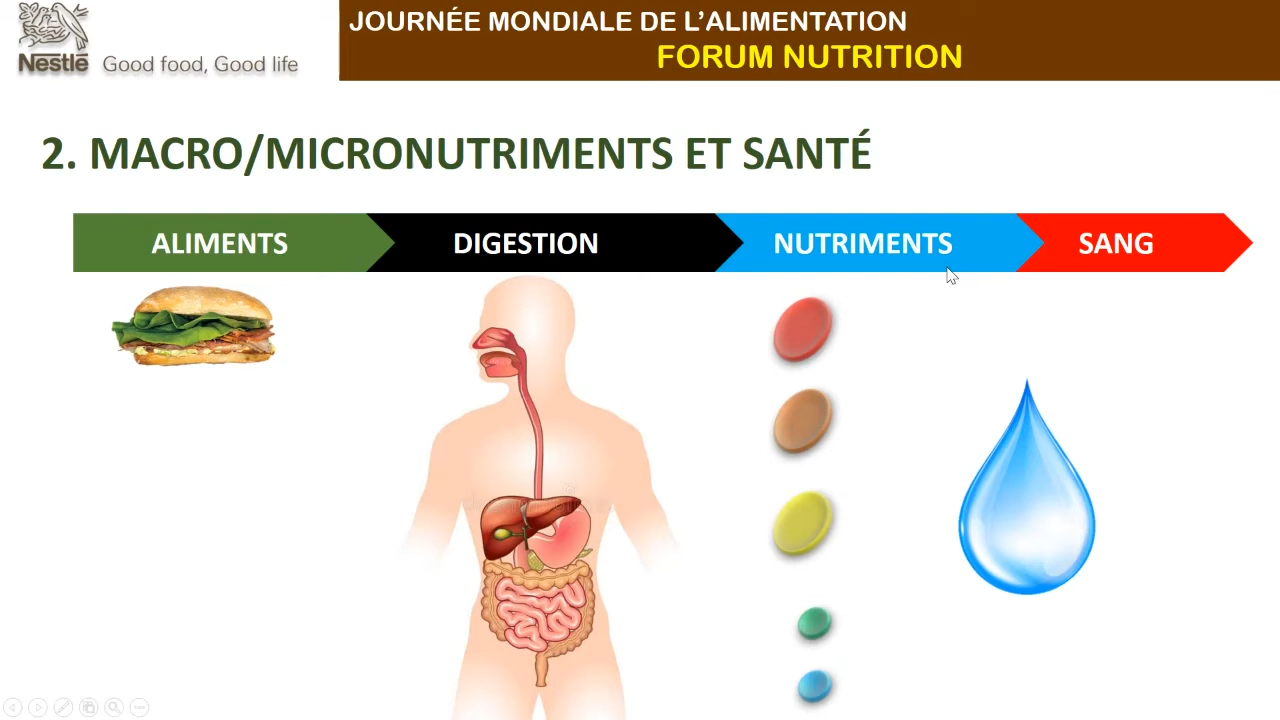 Nestlé Good food, Good life
JOURNÉE MONDIALE DE L'ALIMENTATION
FORUM NUTRITION
2. MACRO/MICRONUTRIMENTS ET SANTÉ
ALIMENTS
DIGESTION
NUTRIMENTS
SANG